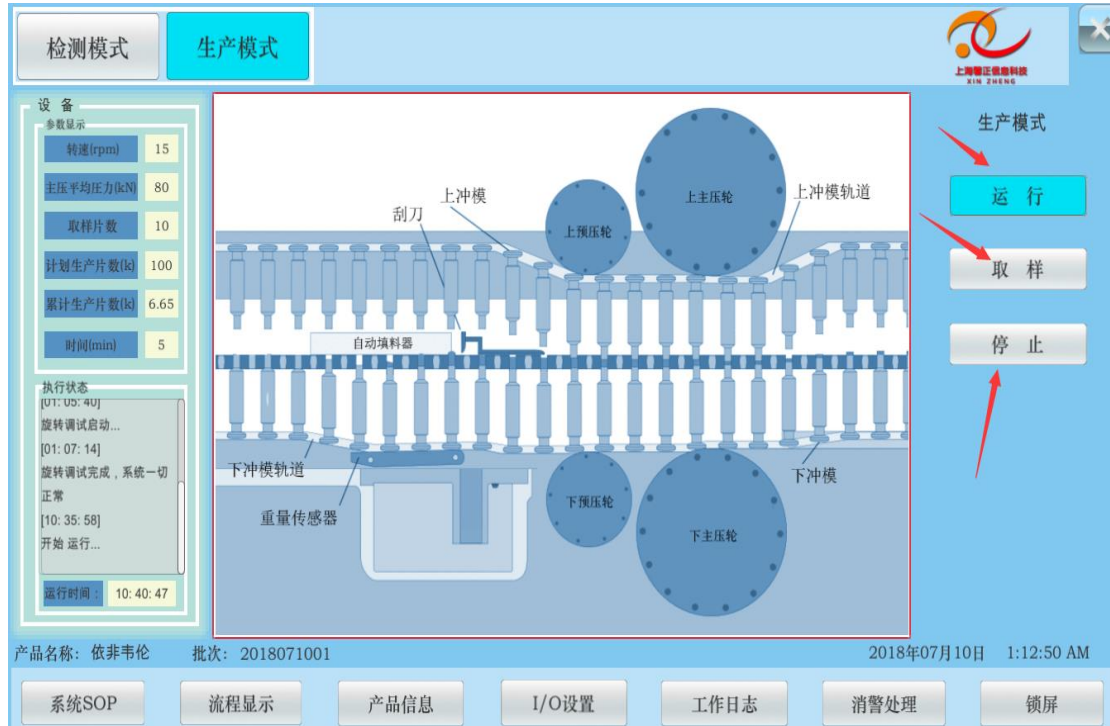 检测模式
生产模式
上海馨正信息科技
XIN ZHENG
设 备
参数显示
转速(rpm) 15
主压平均压力(kN) 80
取样片数 10
计划生产片数(k) 100
累计生产片数(k) 6.65
时间(min) 5
执行状态
[01: 05: 40]
旋转调试启动...
[01: 07: 14]
旋转调试完成，系统一切
正常
[10: 35: 58]
开始 运行...
运行时间： 10: 40: 47
上冲模
刮刀
上预压轮
上主压轮
上冲模轨道
自动填料器
下冲模轨道
重量传感器
下预压轮
下主压轮
下冲模
生产模式
运 行
取 样
停 止
产品名称：依非韦伦 批次：2018071001 2018年07月10日 1:12:50 AM
系统SOP 流程显示 产品信息 I/O设置 工作日志 消警处理 锁屏